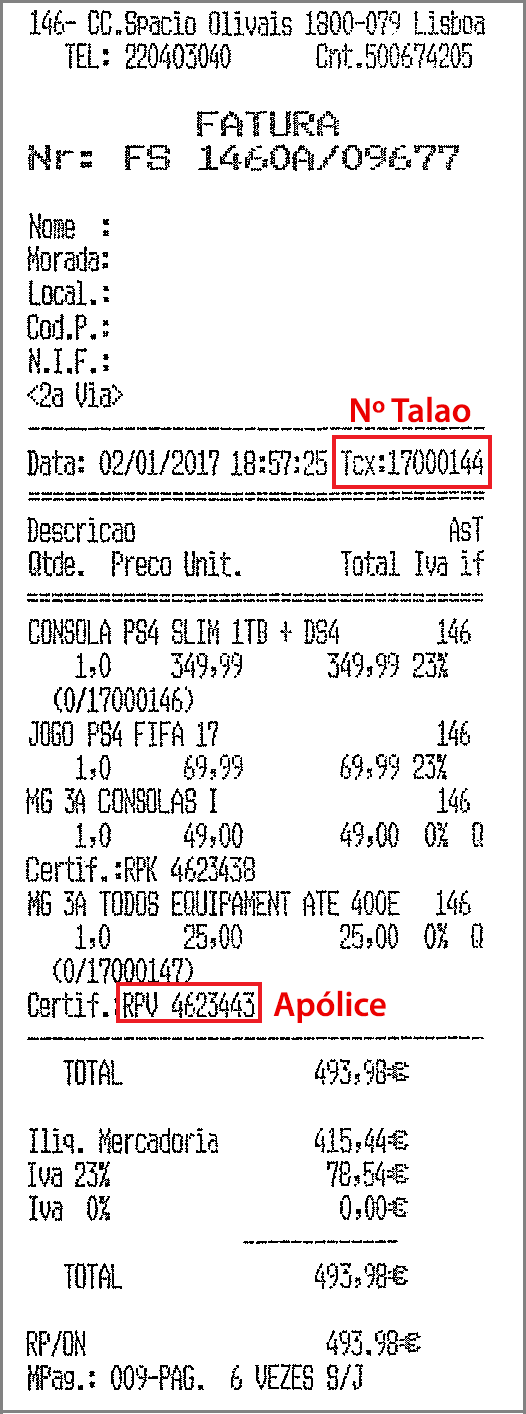 146- CC.Spacio Olivais 1800-079 Lisboa
TEL: 220403040 Cnt.500674205
FATURA
Nr: FS 1460A/09677
Nome :
Morada:
Local.:
Cod.P.:
N.I.F.:
<2a Via>
Nº Talao
Data: 02/01/2017 18:57:25 Tcx:17000144
Descricao AsT
Qtde. Preco Unit. Total Iva if
CONSOLA PS4 SLIM 1TB + DS4 146
1,0 349,99 349,99 23%
(0/17000146)
JOGO PS4 FIFA 17 146
1,0 69,99 69,99 23%
MG 3A CONSOLAS I 146
1,0 49,00 49,00 0% Q
Certif.:RPK 4623438
MG 3A TODOS EQUIPAMENT ATE 400E 146
1,0 25,00 25,00 0% Q
(0/17000147)
Certif.:RPV 4623443 Apólice
TOTAL 493,98€
Iliq. Mercadoria 415,44€
Iva 23% 78,54€
Iva 0% 0,00€
TOTAL 493,98€
RP/ON 493.98€
MPag.: 009-PAG. 6 VEZES S/J